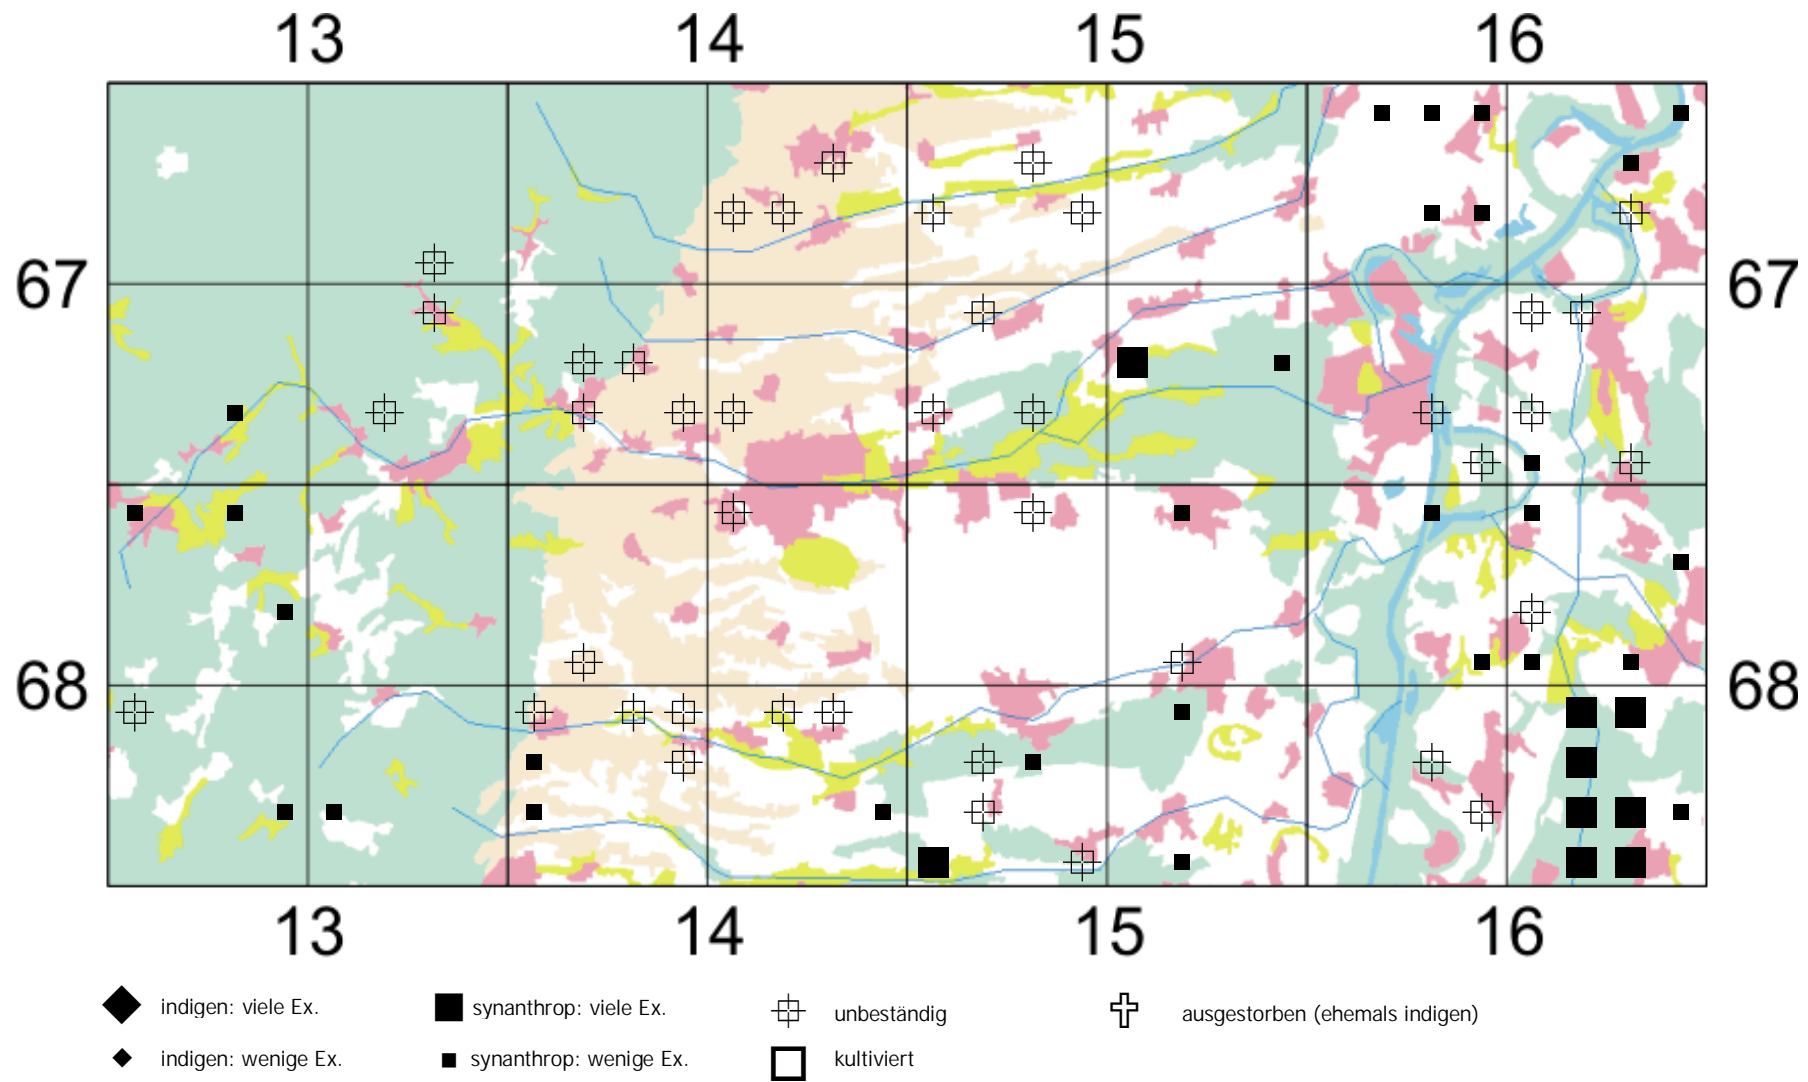 13 14 15 16
67 67
68 68
13 14 15 16
indigen: viele Ex. synanthrop: viele Ex. unbeständig ausgestorben (ehemals indigen)
indigen: wenige Ex. synanthrop: wenige Ex. kultiviert